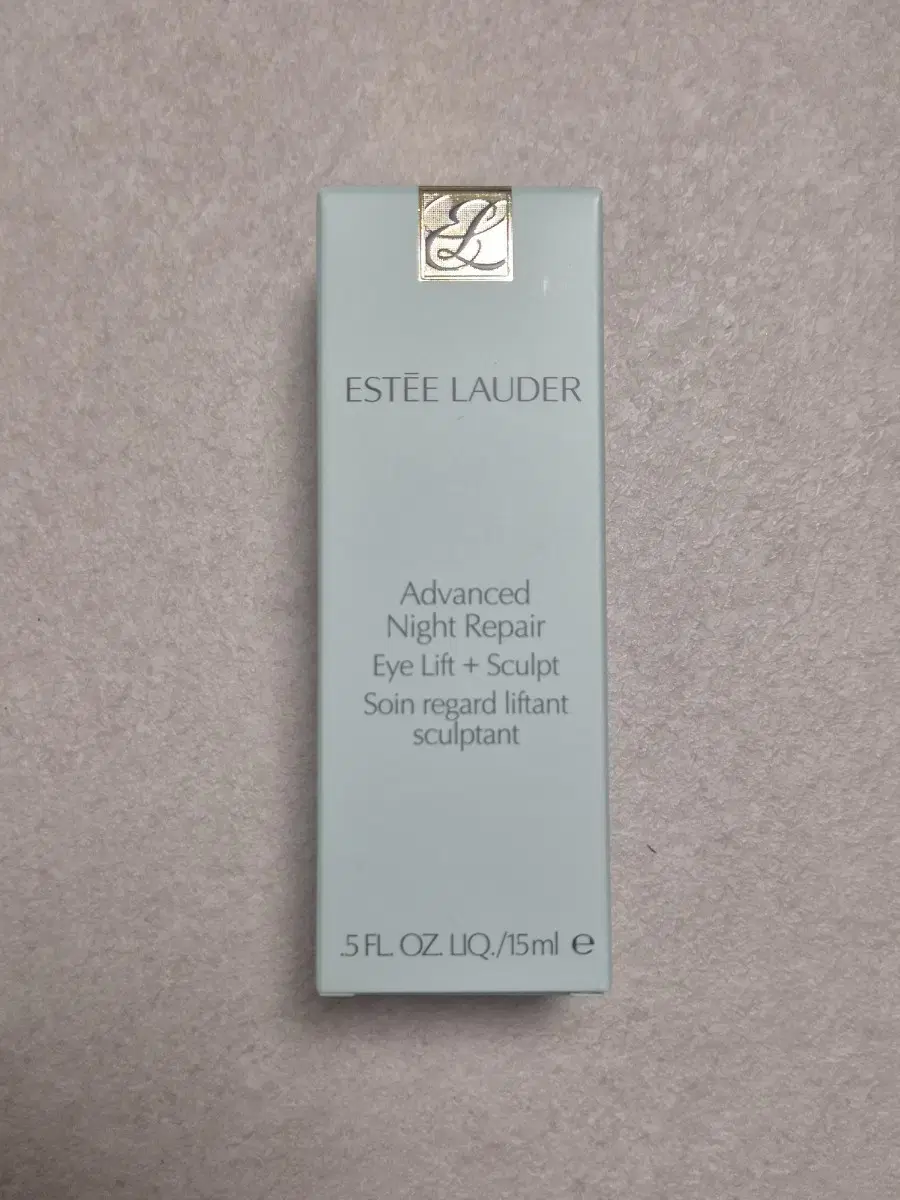 EL
ESTĒE LAUDER
Advanced
Night Repair
Eye Lift + Sculpt
Soin regard liftant
sculptant
.5 FL. OZ. LIQ./15ml ℮